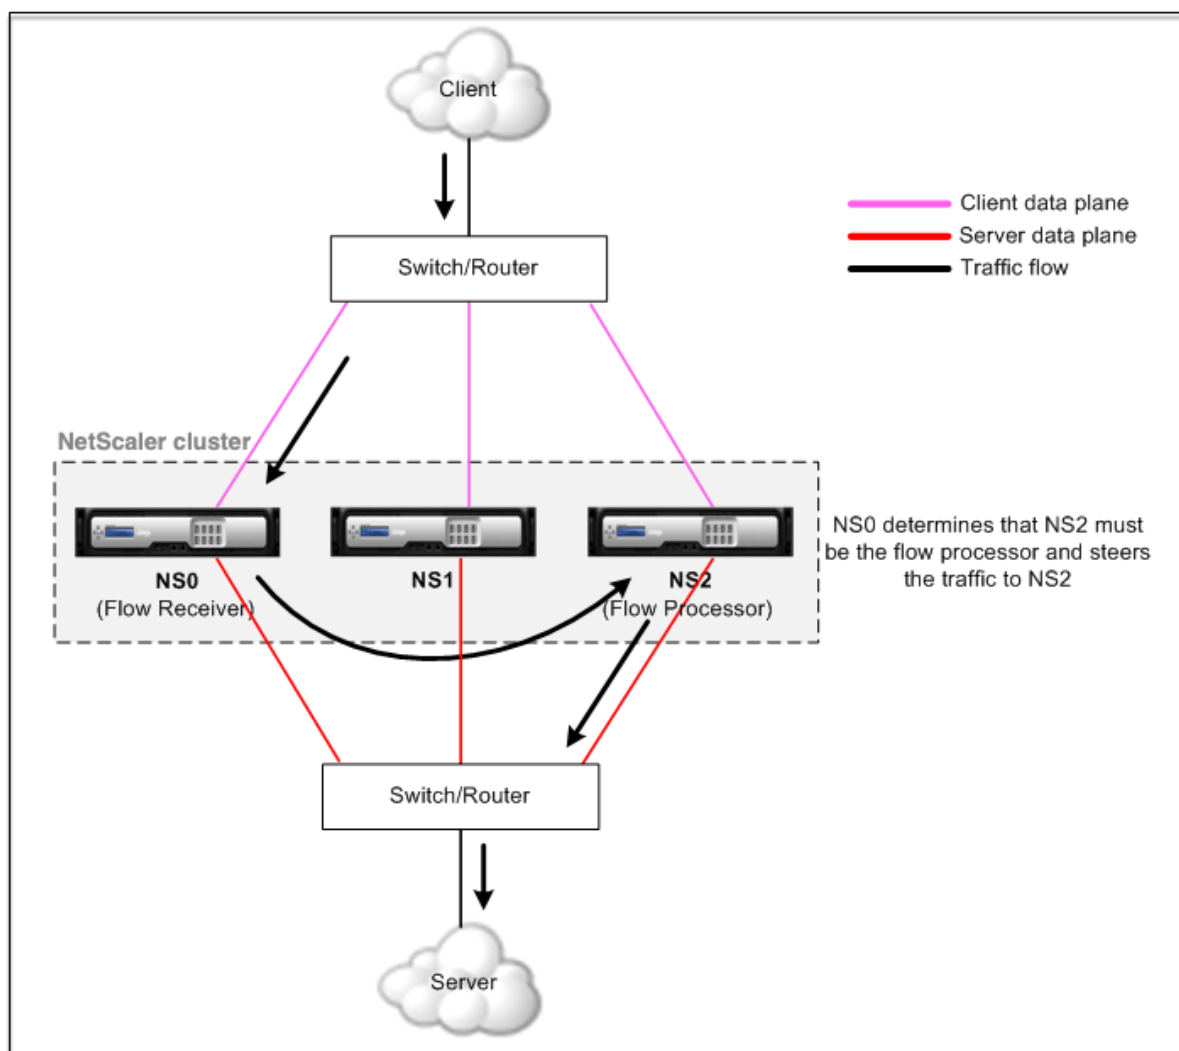 Client
Client data plane
Server data plane
Traffic flow
Switch/Router
NetScaler cluster
NS0
(Flow Receiver)
NS1
NS2
(Flow Processor)
NS0 determines that NS2 must
be the flow processor and steers
the traffic to NS2
Switch/Router
Server